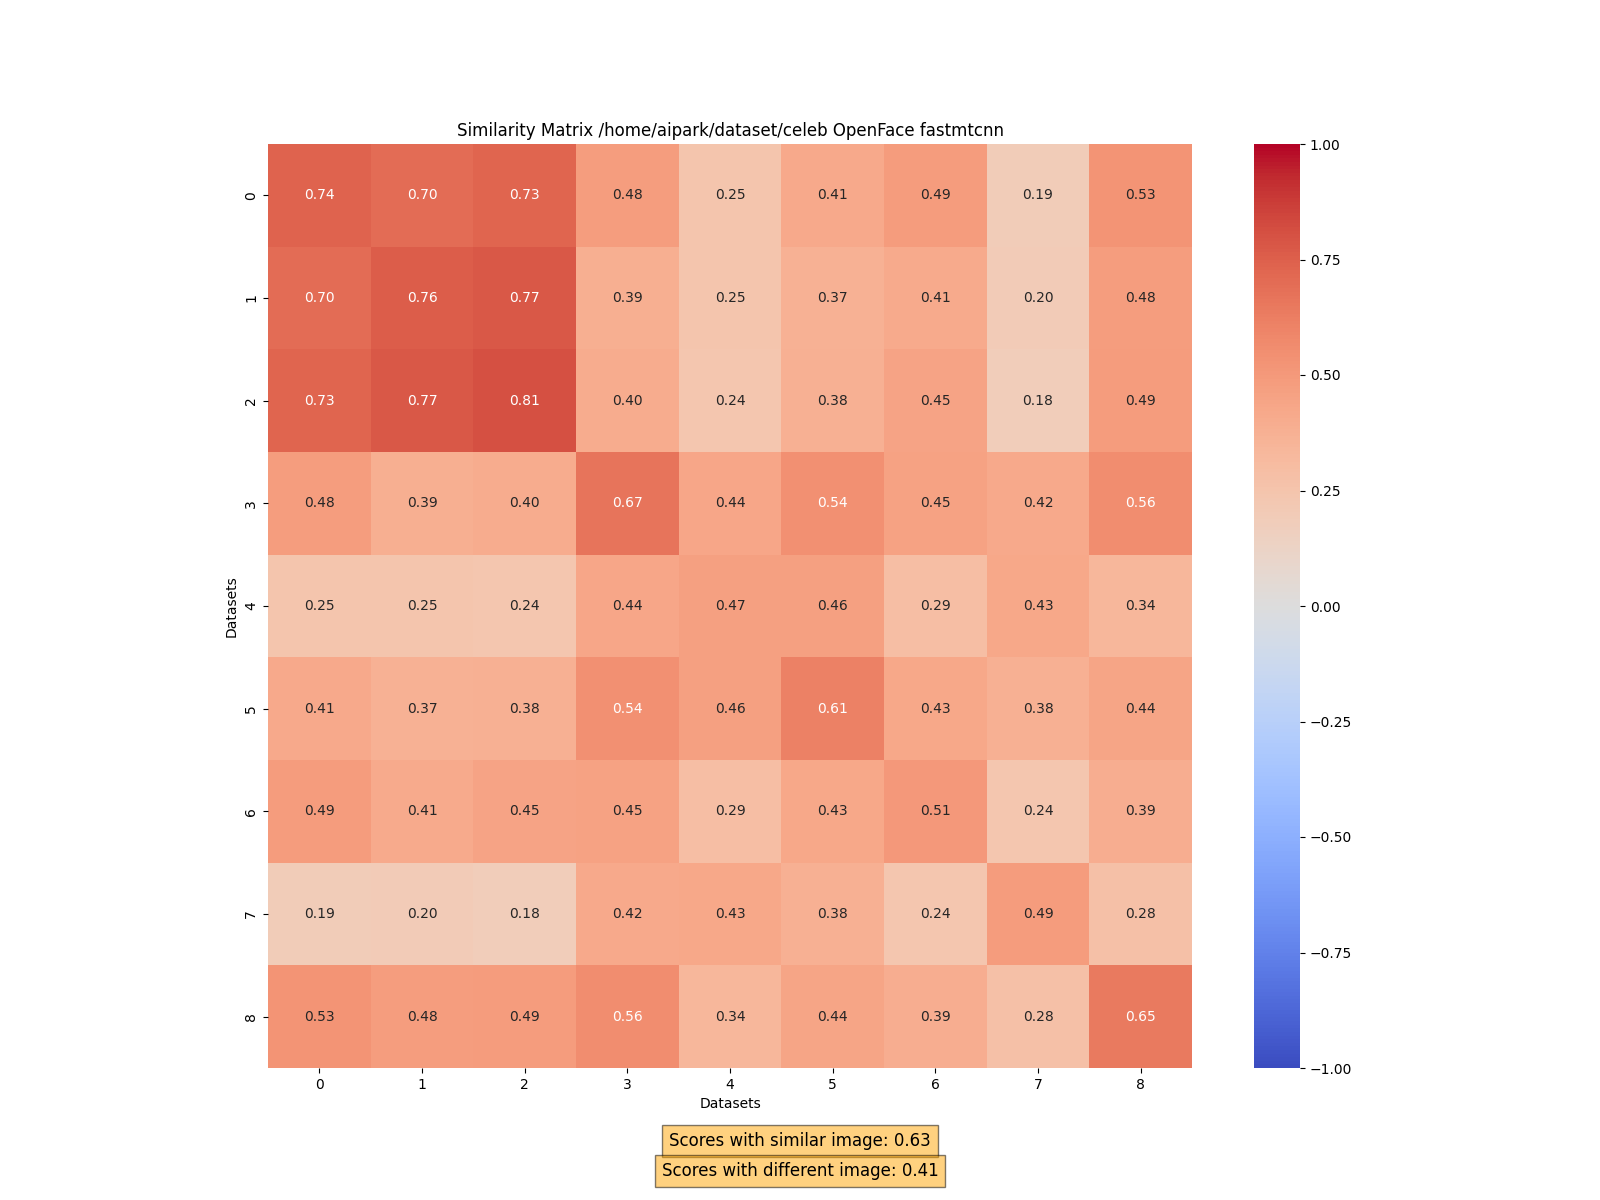 Similarity Matrix /home/aipark/dataset/celeb OpenFace fastmtcnn
0 0.74 0.70 0.73 0.48 0.25 0.41 0.49 0.19 0.53
1 0.70 0.76 0.77 0.39 0.25 0.37 0.41 0.20 0.48
2 0.73 0.77 0.81 0.40 0.24 0.38 0.45 0.18 0.49
3 0.48 0.39 0.40 0.67 0.44 0.54 0.45 0.42 0.56
4 0.25 0.25 0.24 0.44 0.47 0.46 0.29 0.43 0.34
5 0.41 0.37 0.38 0.54 0.46 0.61 0.43 0.38 0.44
6 0.49 0.41 0.45 0.45 0.29 0.43 0.51 0.24 0.39
7 0.19 0.20 0.18 0.42 0.43 0.38 0.24 0.49 0.28
8 0.53 0.48 0.49 0.56 0.34 0.44 0.39 0.28 0.65
0 1 2 3 4 5 6 7 8
Datasets
Datasets
1.00
0.75
0.50
0.25
0.00
−0.25
−0.50
−0.75
−1.00
Scores with similar image: 0.63
Scores with different image: 0.41